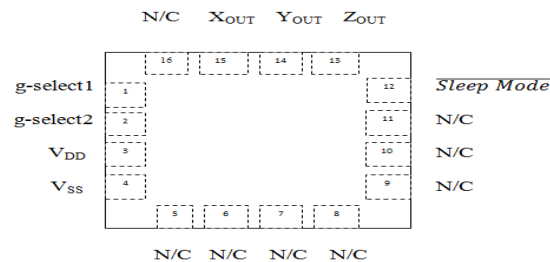 N/C X_OUT Y_OUT Z_OUT
16 15 14 13
g-select1 1 12 Sleep Mode
g-select2 2 11 N/C
V_DD 3 10 N/C
V_SS 4 9 N/C
5 6 7 8
N/C N/C N/C N/C